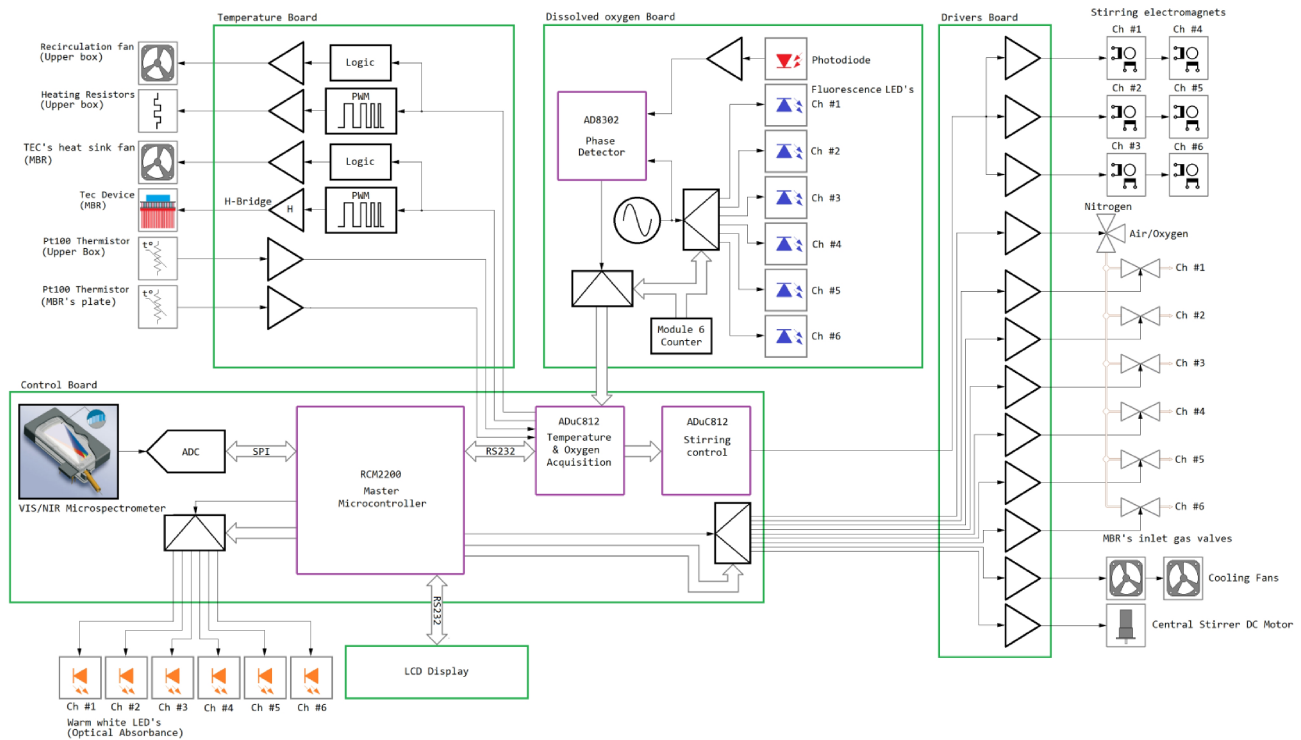 Temperature Board
Recirculation fan
(Upper box)
Logic
Heating Resistors
(Upper box)
PWM
TEC's heat sink fan
(MBR)
Logic
Tec Device
(MBR)
H-Bridge
H
PWM
Pt100 Thermistor
(Upper Box)
t°
Pt100 Thermistor
(MBR's plate)
t°
Dissolved oxygen Board
Photodiode
Fluorescence LED's
AD8302
Phase
Detector
Ch #1
Ch #2
Ch #3
Ch #4
Ch #5
Ch #6
Module 6
Counter
Drivers Board
Stirring electromagnets
Ch #1
Ch #4
Ch #2
Ch #5
Ch #3
Ch #6
Nitrogen
Air/Oxygen
Ch #1
Ch #2
Ch #3
Ch #4
Ch #5
Ch #6
MBR's inlet gas valves
Cooling Fans
Central Stirrer DC Motor
Control Board
VIS/NIR Microspectrometer
ADC
SPI
RCM2200
Master
Microcontroller
RS232
ADuC812
Temperature
& Oxygen
Acquisition
ADuC812
Stirring
control
RS232
LCD Display
Ch #1
Ch #2
Ch #3
Ch #4
Ch #5
Ch #6
Warm white LED's
(Optical Absorbance)